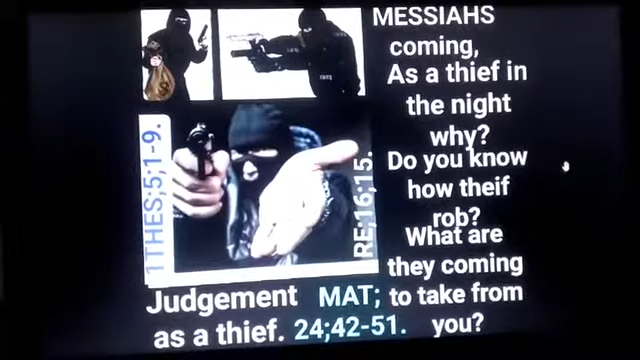 MESSIAHS
coming,
As a thief in
the night
why?
Do you know
how theif
rob?
What are
they coming
to take from
you?
$
1THES;5;1-9.
RE;16;15.
Judgement MAT;
as a thief. 24;42-51.